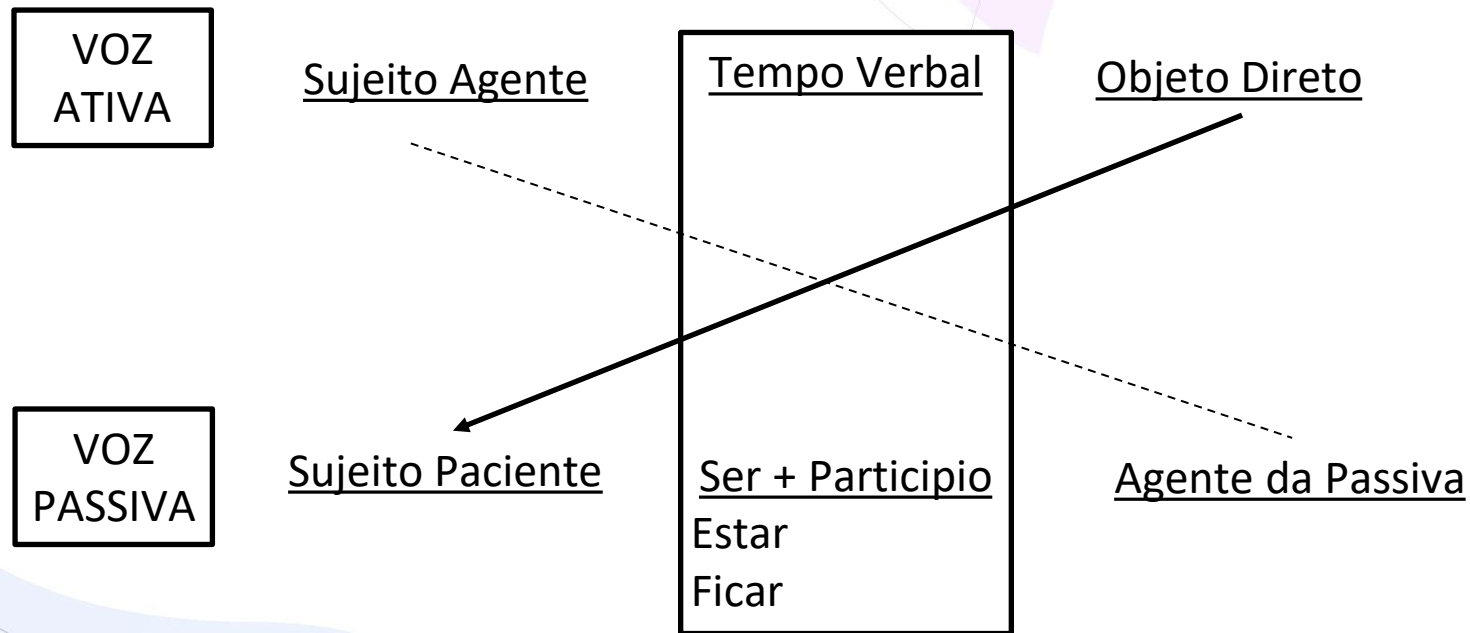 VOZ
ATIVA
Sujeito Agente
Tempo Verbal
Objeto Direto
VOZ
PASSIVA
Sujeito Paciente
Ser + Participio
Estar
Ficar
Agente da Passiva